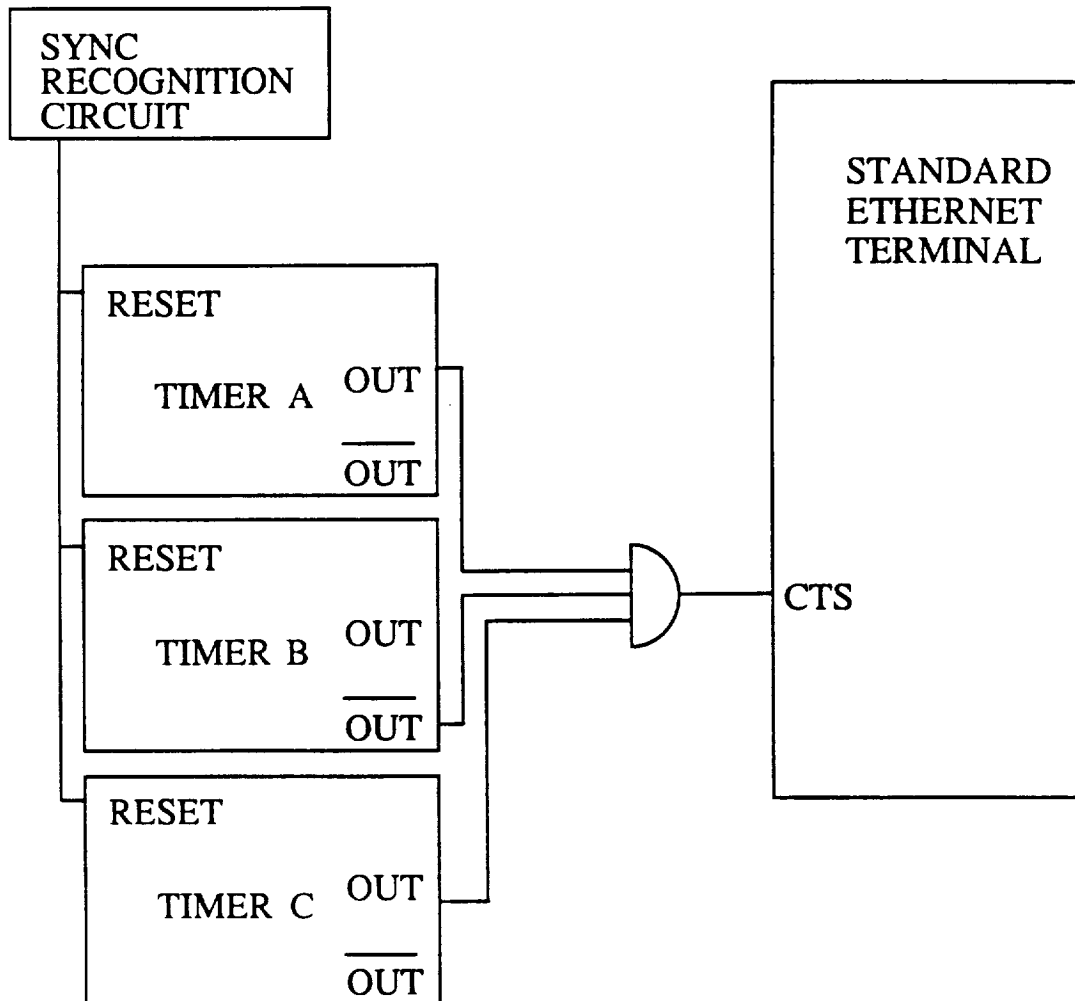 SYNC
RECOGNITION
CIRCUIT
STANDARD
ETHERNET
TERMINAL
RESET
TIMER A
OUT
OUT
RESET
TIMER B
OUT
OUT
CTS
RESET
TIMER C
OUT
OUT